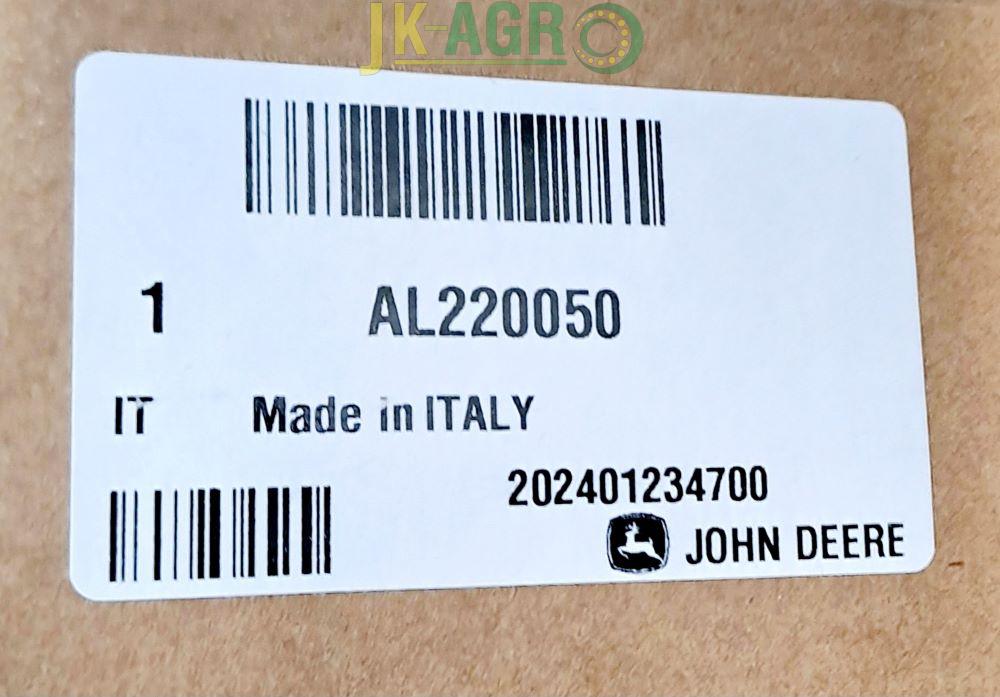 JK-AGRO
1 AL220050
IT Made in ITALY
202401234700
JOHN DEERE